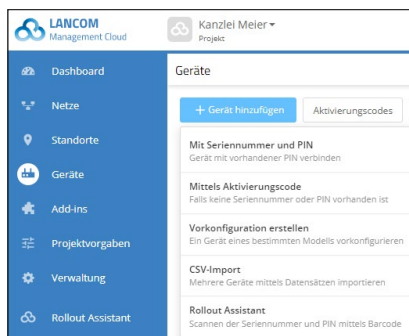 LANCOM
Management Cloud
Kanzlei Meier
Projekt
Dashboard
Netze
Standorte
Geräte
Add-ins
Projektvorgaben
Verwaltung
Rollout Assistant
Geräte
+ Gerät hinzufügen
Aktivierungscodes
Mit Seriennummer und PIN
Gerät mit vorhandener PIN verbinden
Mittels Aktivierungscode
Falls keine Seriennummer oder PIN vorhanden ist
Vorkonfiguration erstellen
Ein Gerät eines bestimmten Modells vorkonfigurieren
CSV-Import
Mehrere Geräte mittels Datensätzen importieren
Rollout Assistant
Scannen der Seriennummer und PIN mittels Barcode